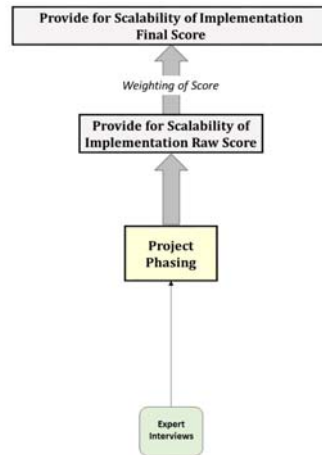 Provide for Scalability of Implementation
Final Score
Weighting of Score
Provide for Scalability of
Implementation Raw Score
Project
Phasing
Expert
Interviews